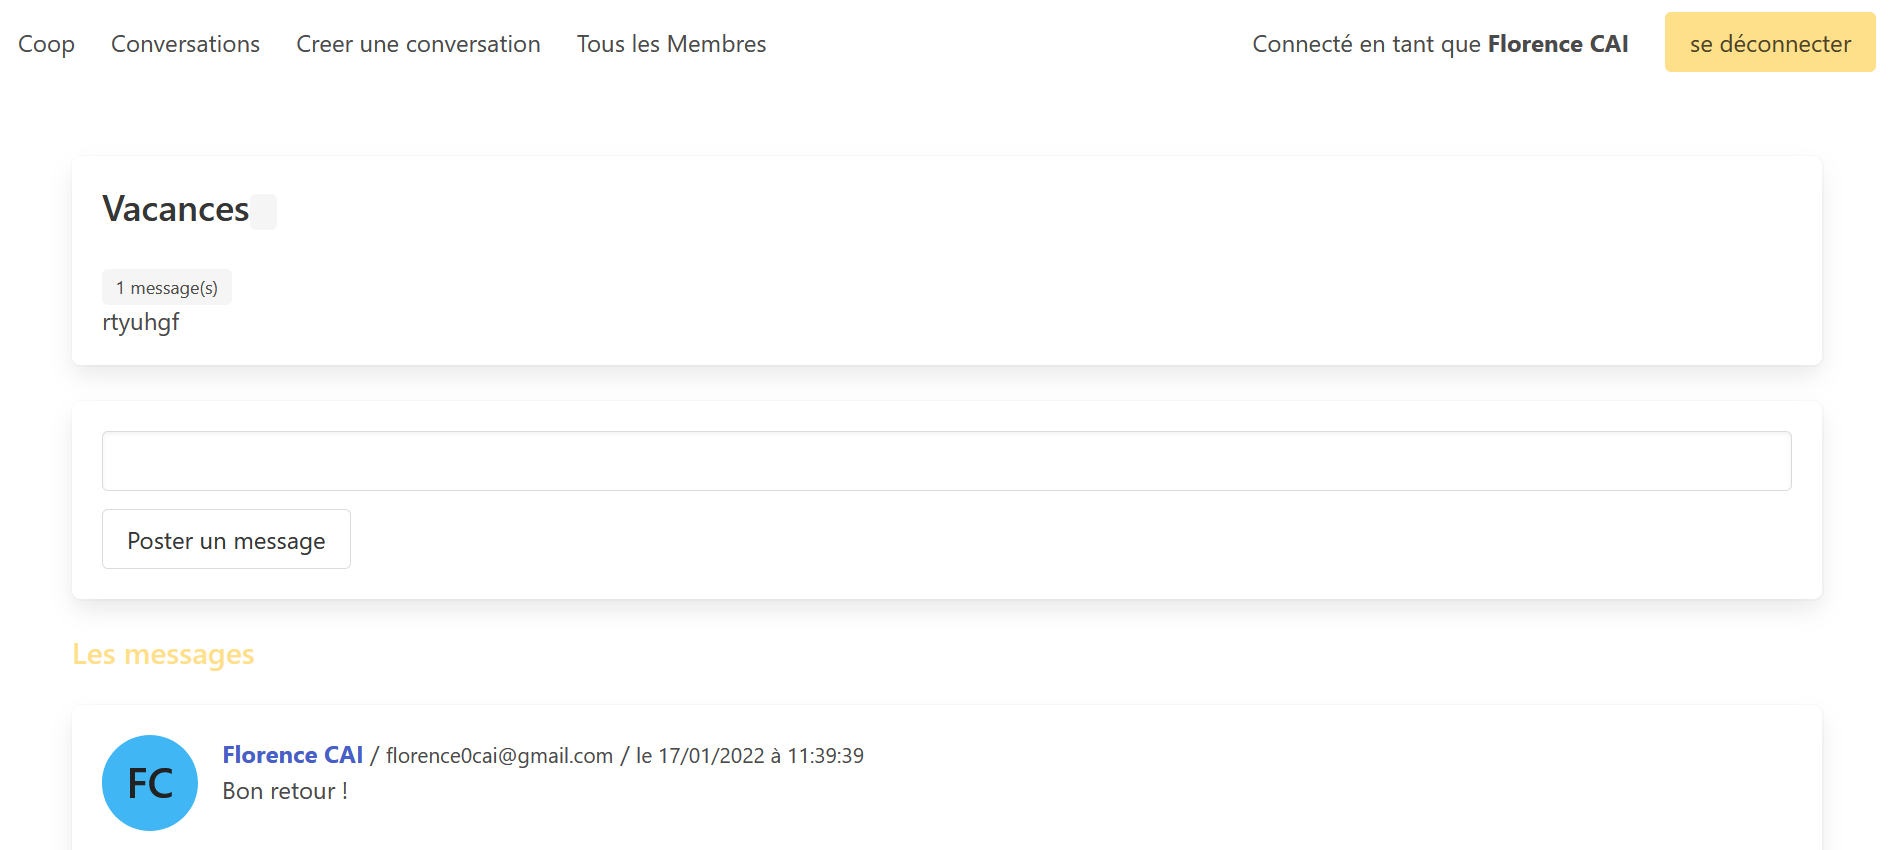 Coop Conversations Creer une conversation Tous les Membres Connecté en tant que Florence CAI se déconnecter
Vacances
1 message(s)
rtyuhgf
Poster un message
Les messages
FC
Florence CAI / florence0cai@gmail.com / le 17/01/2022 à 11:39:39
Bon retour !